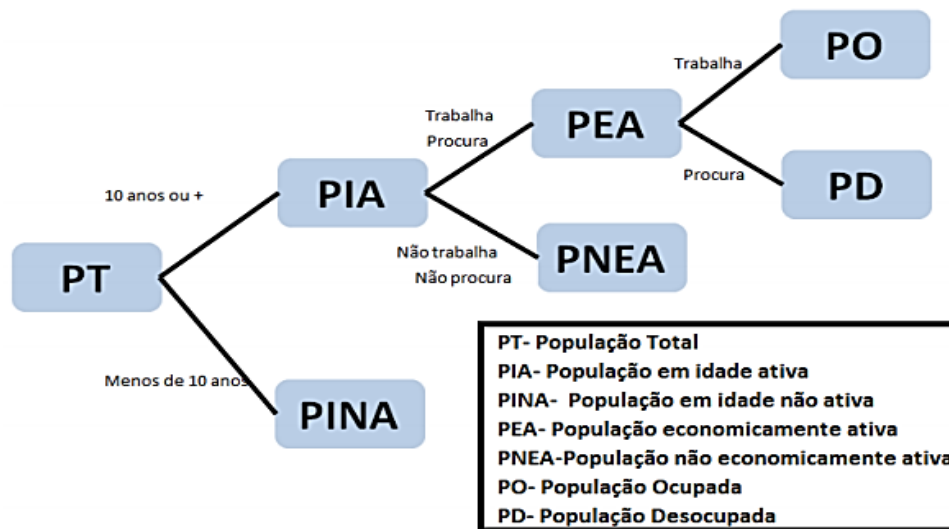 PO
Trabalha
Trabalha
Procura
PEA
Procura
PD
10 anos ou +
PIA
Não trabalha
Não procura
PNEA
PT
Menos de 10 anos
PINA
PT- População Total
PIA- População em idade ativa
PINA- População em idade não ativa
PEA- População economicamente ativa
PNEA-População não economicamente ativa
PO- População Ocupada
PD- População Desocupada